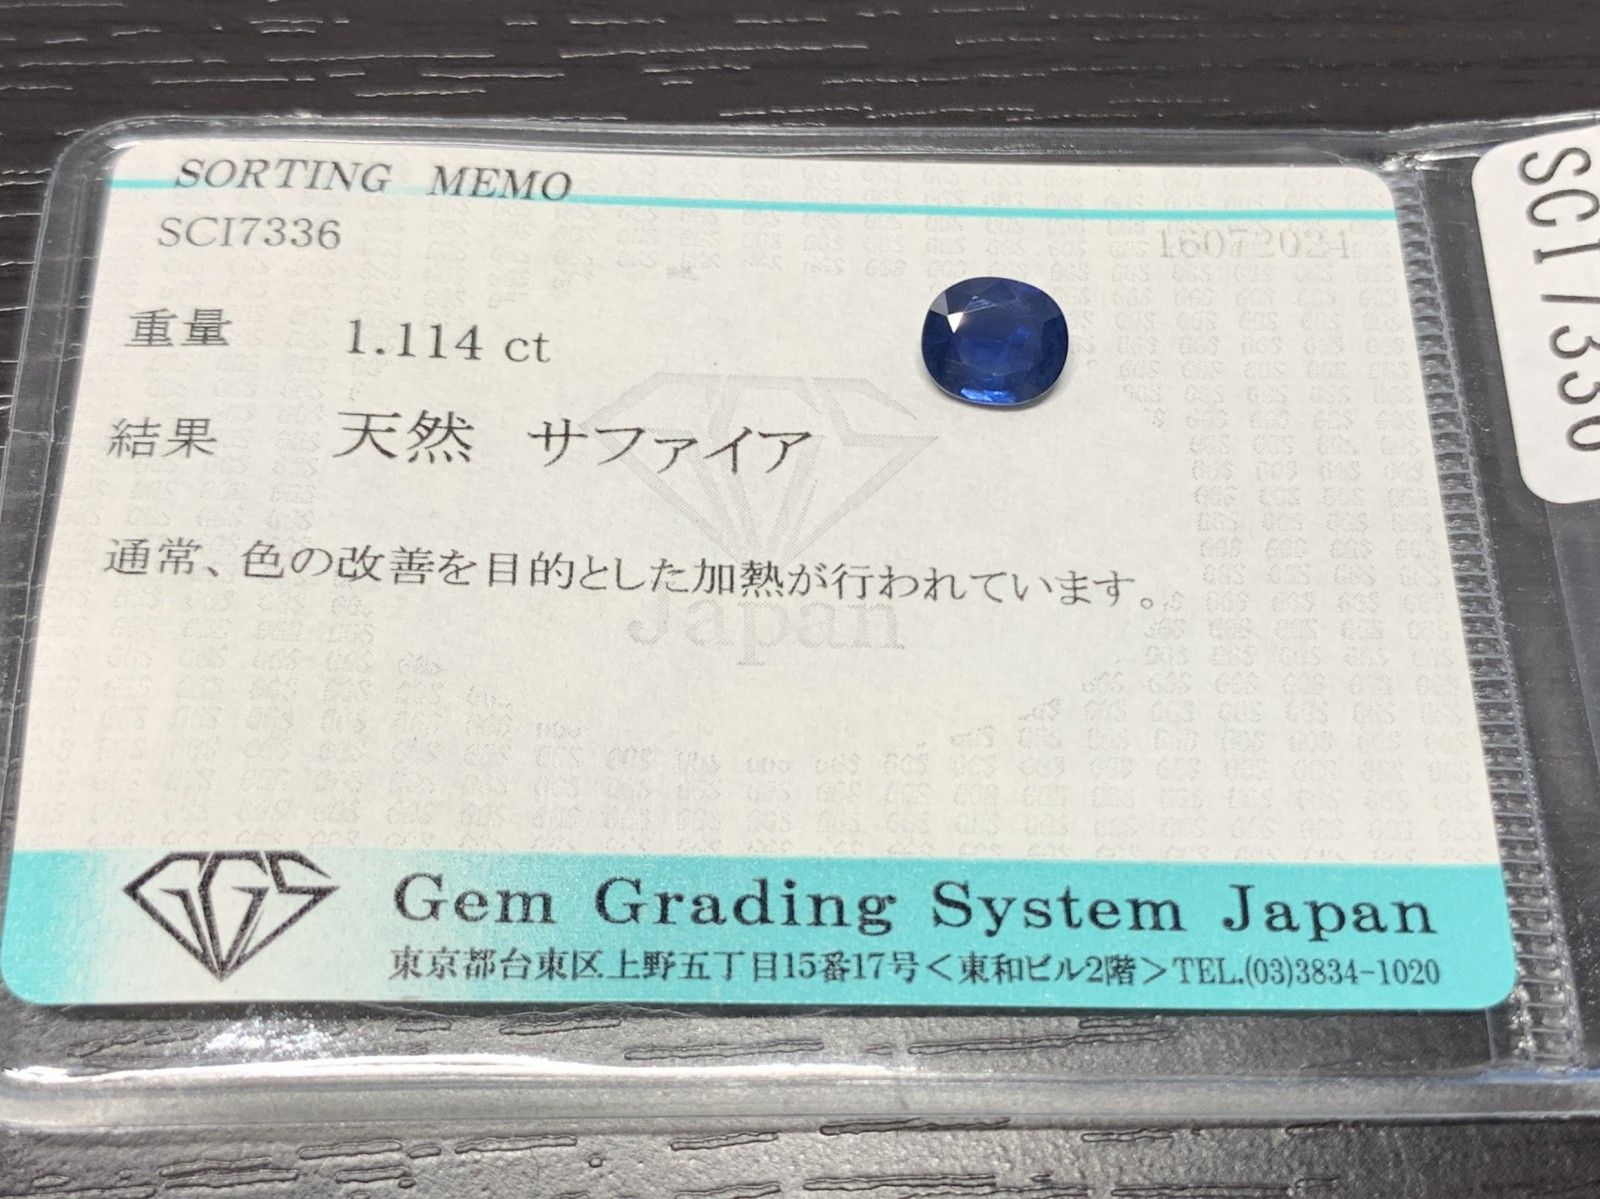 SORTING MEMO
SCI7336
16072024
重量 1.114 ct
結果 天然 サファイア
通常、色の改善を目的とした加熱が行われています。
Japan
GGS
Gem Grading System Japan
東京都台東区上野五丁目15番17号＜東和ビル2階＞TEL.(03)3834-1020
SCI7336